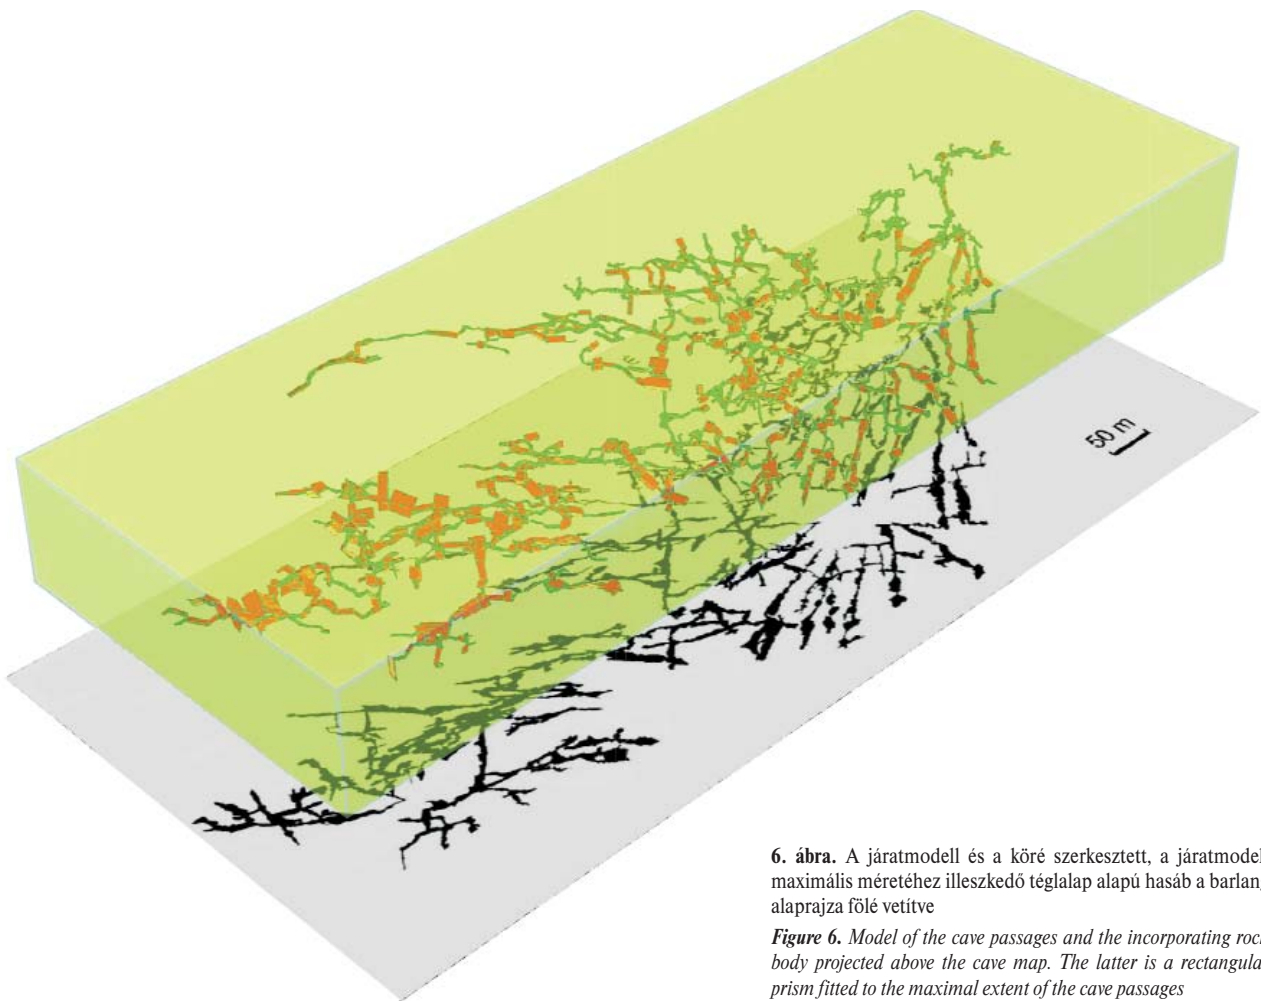 50 m
6. ábra. A járatmodell és a köré szerkesztett, a járatmodel
maximális méretéhez illeszkedő téglalap alapú hasáb a barlan
alaprajza fölé vetítve
Figure 6. Model of the cave passages and the incorporating roc
body projected above the cave map. The latter is a rectangula
prism fitted to the maximal extent of the cave passages